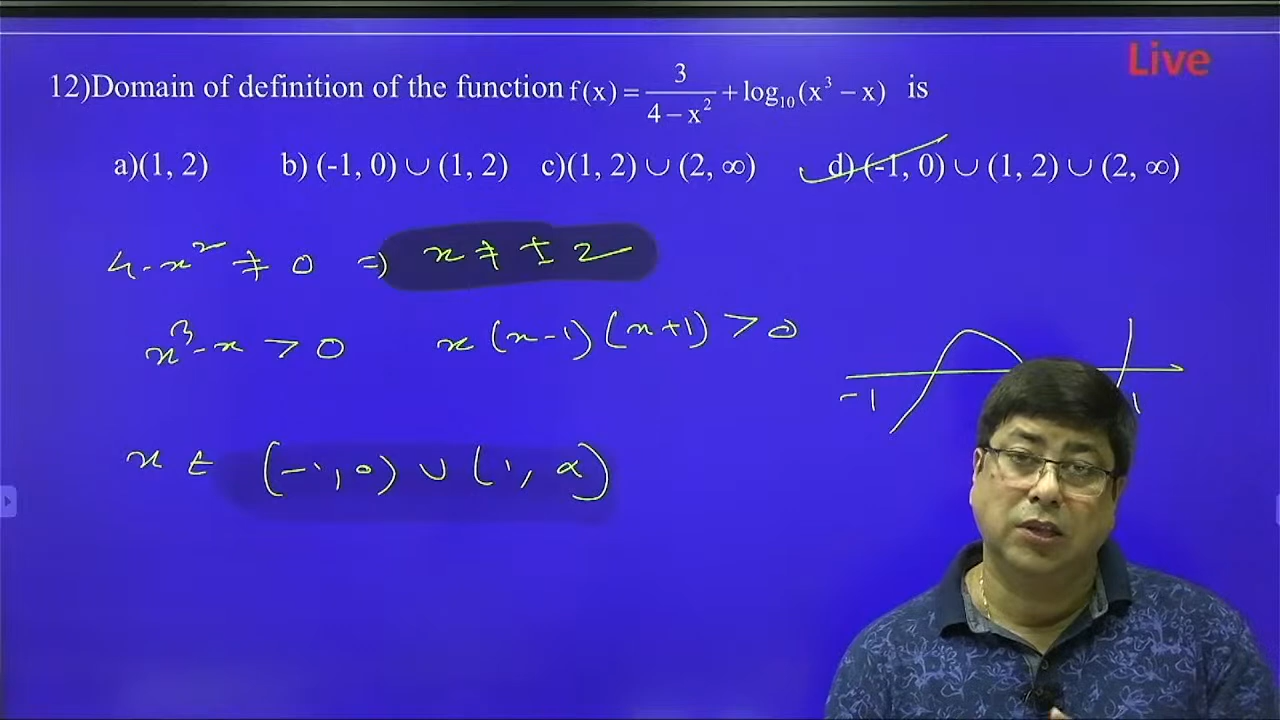 Live
12)Domain of definition of the function f(x) = 3/(4 − x²) + log₁₀(x³ − x) is
a)(1, 2) b) (-1, 0) ∪ (1, 2) c)(1, 2) ∪ (2, ∞) d) (-1, 0) ∪ (1, 2) ∪ (2, ∞)
4-x² ≠ 0 ⇒ x ≠ ± 2
x³-x > 0 x(x-1)(x+1) > 0
-1 1
x ∈ (-1, 0) ∪ (1, ∞)